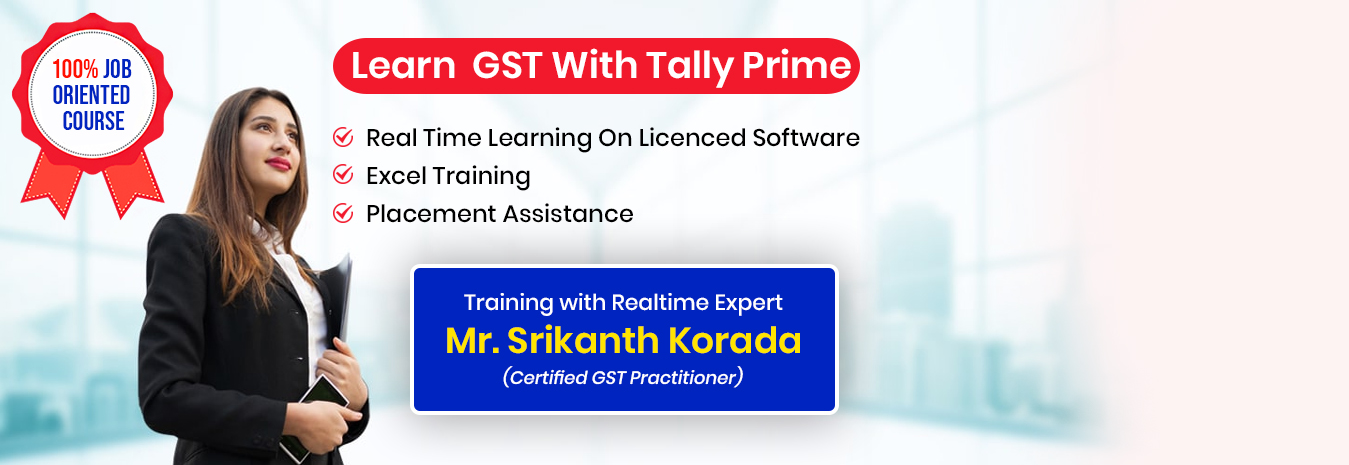 100% JOB
ORIENTED
COURSE
Learn GST With Tally Prime
Real Time Learning On Licenced Software
Excel Training
Placement Assistance
Training with Realtime Expert
Mr. Srikanth Korada
(Certified GST Practitioner)